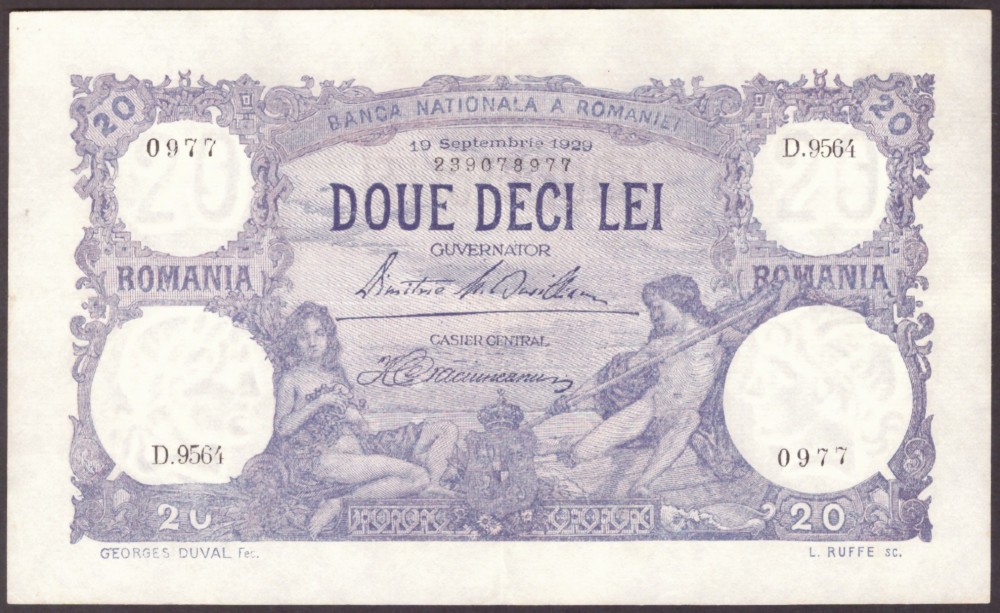 20 20
BANCA NATIONALA A ROMANIEI
0977 D.9564
19 Septembrie 1929
239078977
DOUE DECI LEI
GUVERNATOR
ROMANIA ROMANIA
CASIER CENTRAL
D.9564 0977
20 20
GEORGES DUVAL Fec. L. RUFFE sc.